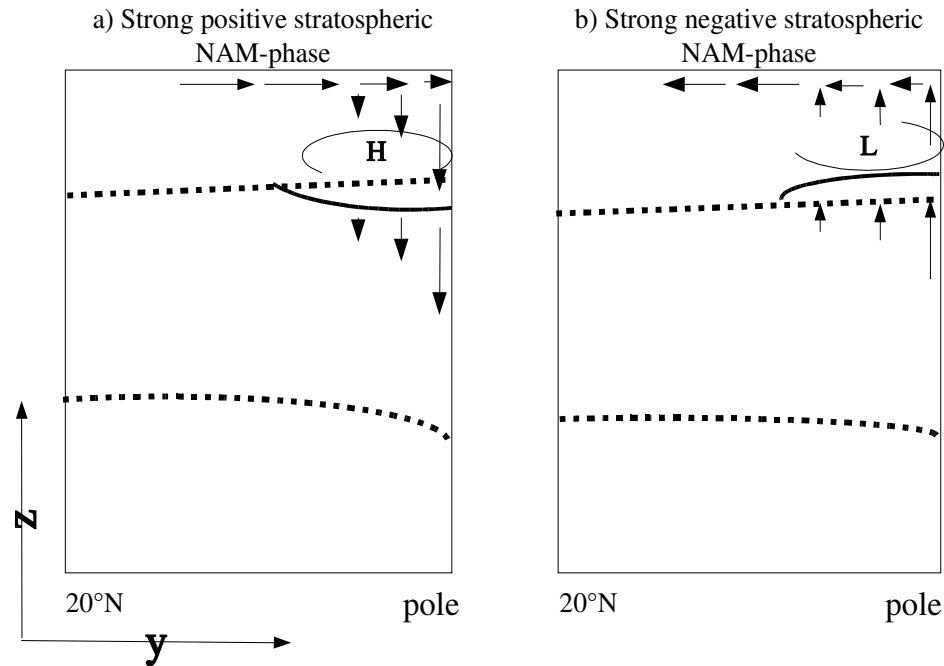 a) Strong positive stratospheric
NAM-phase
b) Strong negative stratospheric
NAM-phase
H
L
z
20°N
pole
20°N
pole
y